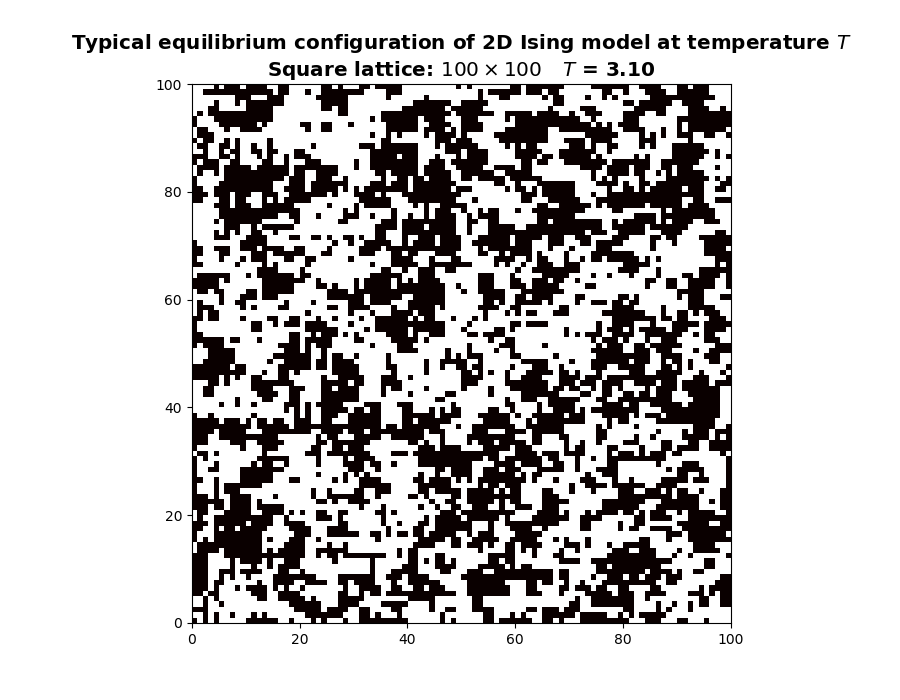 Typical equilibrium configuration of 2D Ising model at temperature T
Square lattice: 100 × 100 T = 3.10
100
80
60
40
20
0
0 20 40 60 80 100